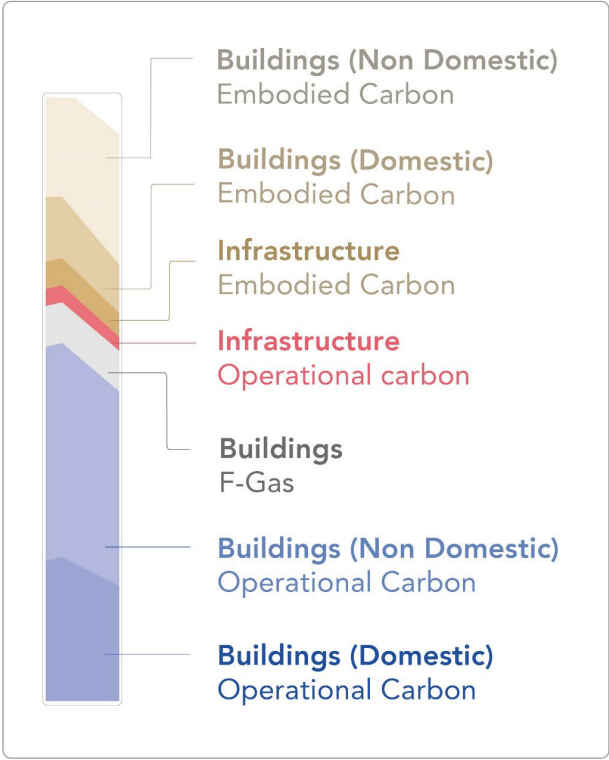 Buildings (Non Domestic)
Embodied Carbon
Buildings (Domestic)
Embodied Carbon
Infrastructure
Embodied Carbon
Infrastructure
Operational carbon
Buildings
F-Gas
Buildings (Non Domestic)
Operational Carbon
Buildings (Domestic)
Operational Carbon